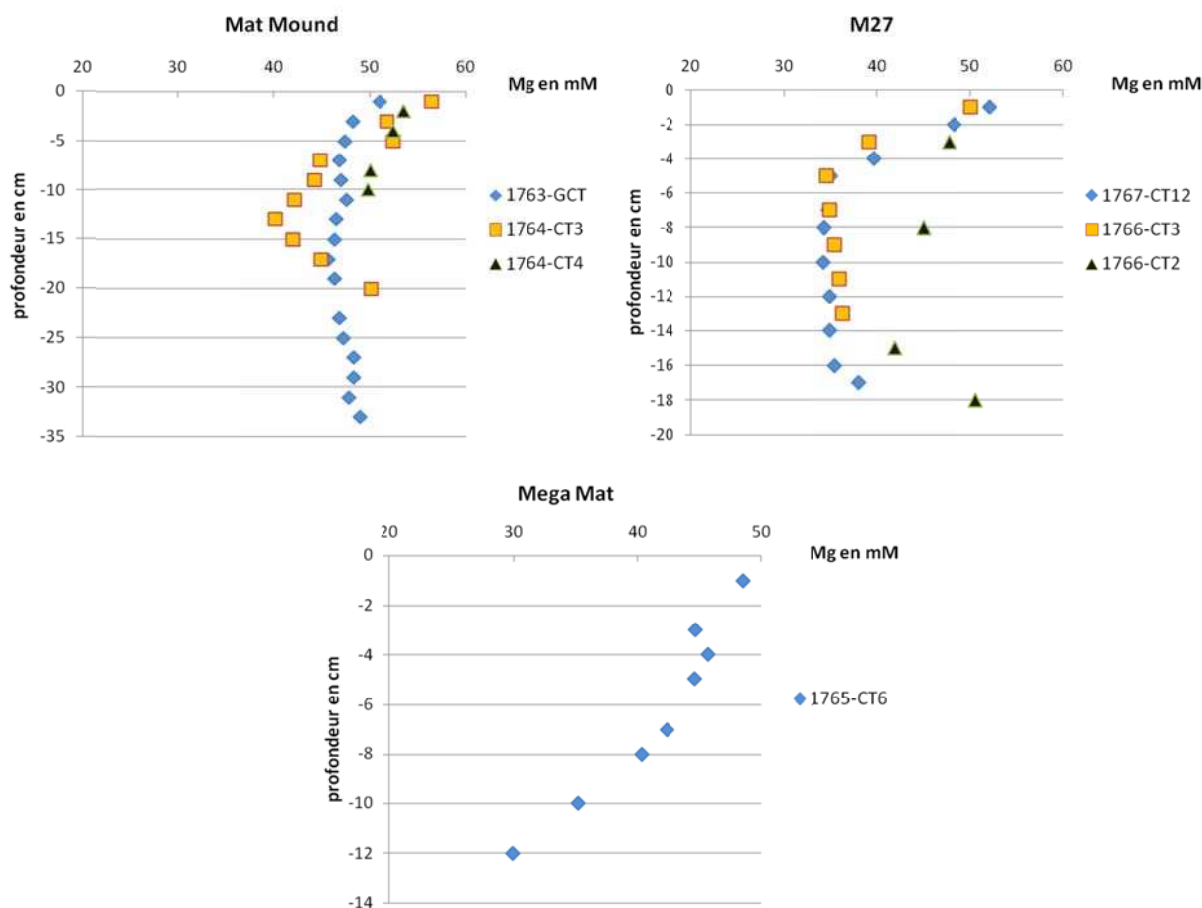 Mat Mound
20 30 40 50 60
Mg en mM
0
-5
-10
-15
-20
-25
-30
-35
profondeur en cm
1763-GCT
1764-CT3
1764-CT4
M27
20 30 40 50 60
Mg en mM
0
-2
-4
-6
-8
-10
-12
-14
-16
-18
-20
profondeur en cm
1767-CT12
1766-CT3
1766-CT2
Mega Mat
20 30 40 50
Mg en mM
0
-2
-4
-6
-8
-10
-12
-14
profondeur en cm
1765-CT6